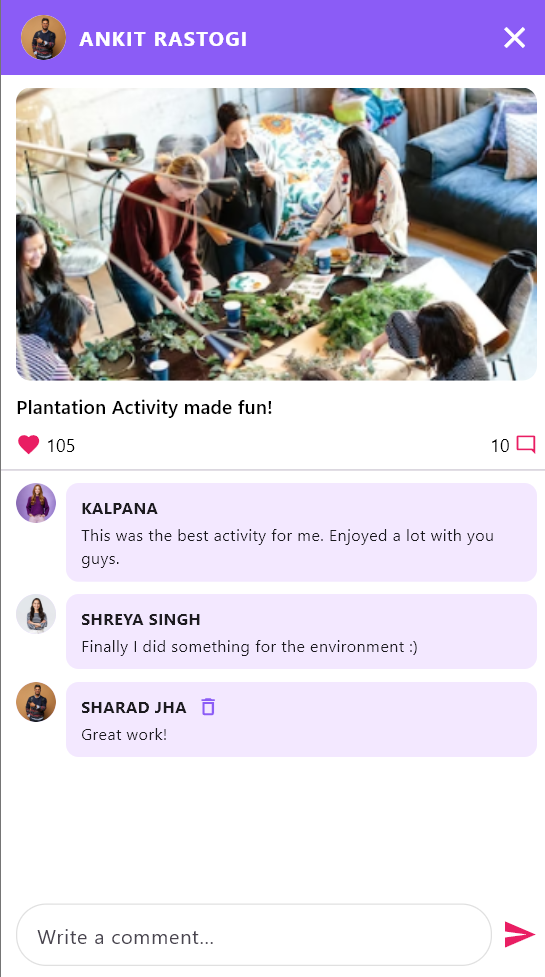 ANKIT RASTOGI
Plantation Activity made fun!
105
10
KALPANA
This was the best activity for me. Enjoyed a lot with you
guys.
SHREYA SINGH
Finally I did something for the environment :)
SHARAD JHA
Great work!
Write a comment...